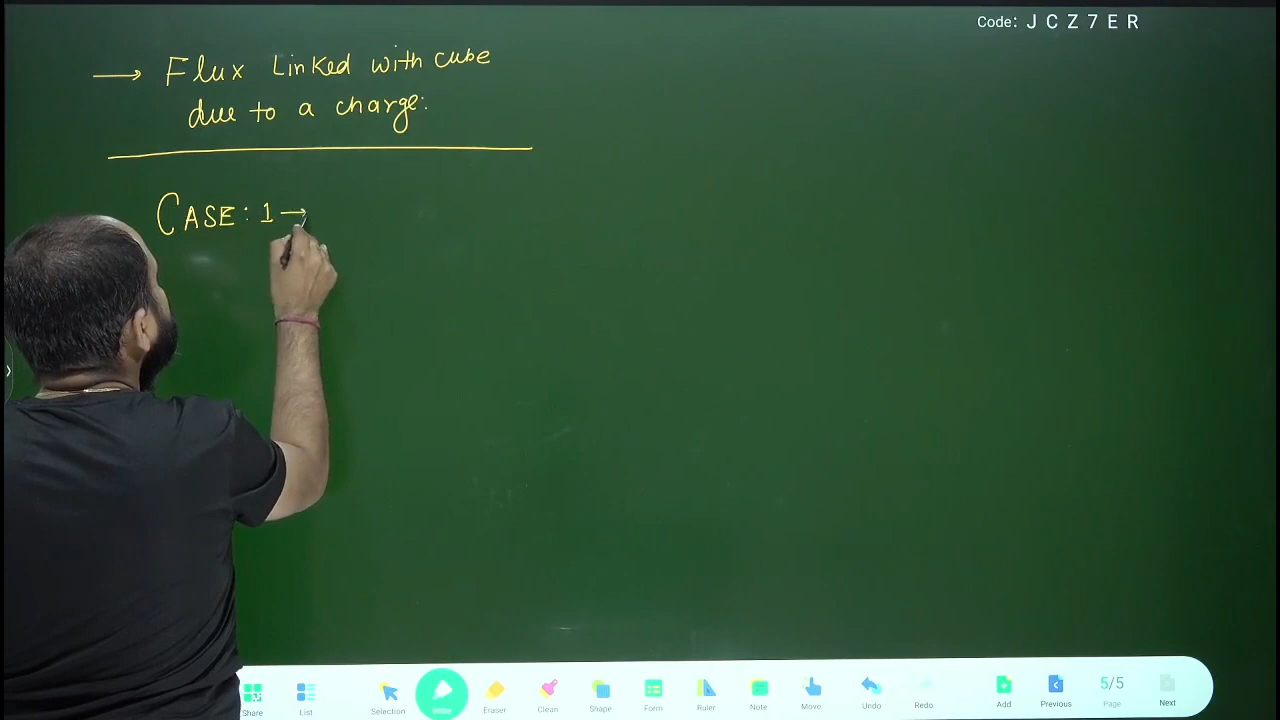 Code: J C Z 7 E R
→ Flux Linked with cube
due to a charge:
CASE: 1 →
Share
List
Selection
Write
Eraser
Clean
Shape
Form
Ruler
Note
Move
Undo
Redo
Add
Previous
5/5
Page
Next